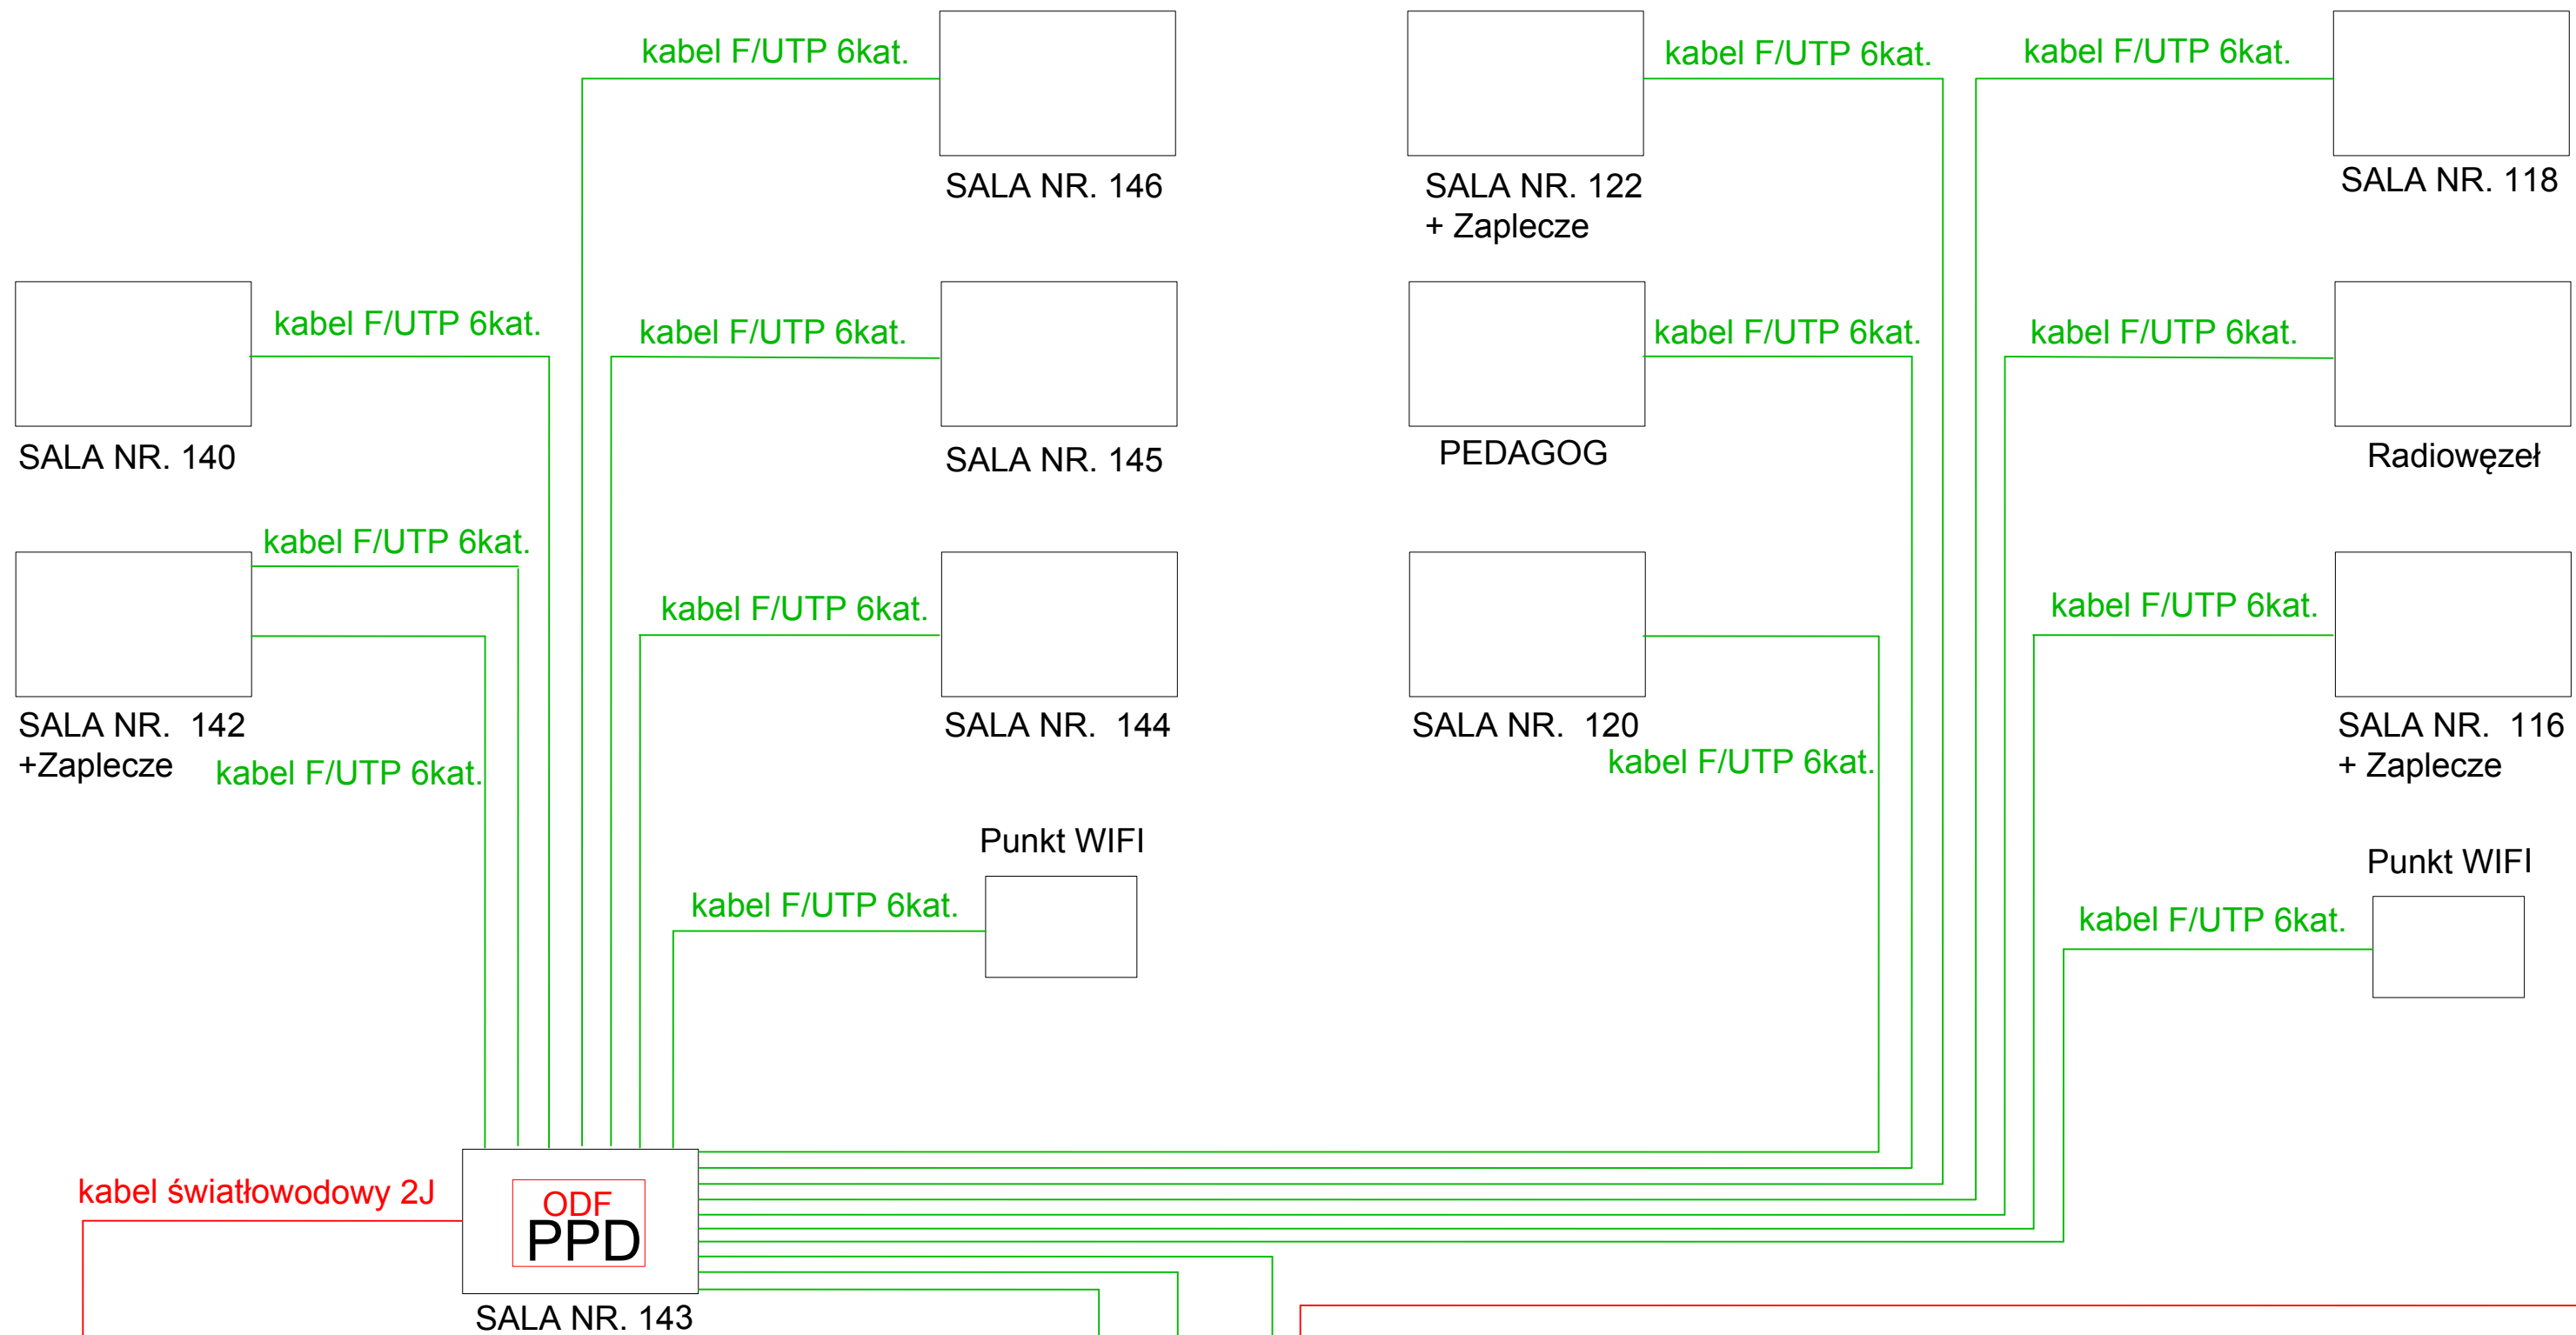 kabel F/UTP 6kat.
kabel F/UTP 6kat.
kabel F/UTP 6kat.
SALA NR. 146
SALA NR. 122
+ Zaplecze
SALA NR. 118
kabel F/UTP 6kat.
kabel F/UTP 6kat.
kabel F/UTP 6kat.
kabel F/UTP 6kat.
SALA NR. 140
SALA NR. 145
PEDAGOG
Radiowęzeł
kabel F/UTP 6kat.
kabel F/UTP 6kat.
kabel F/UTP 6kat.
SALA NR. 142
+Zaplecze
kabel F/UTP 6kat.
SALA NR. 144
SALA NR. 120
kabel F/UTP 6kat.
SALA NR. 116
+ Zaplecze
Punkt WIFI
Punkt WIFI
kabel F/UTP 6kat.
kabel F/UTP 6kat.
kabel światłowodowy 2J
ODF
PPD
SALA NR. 143